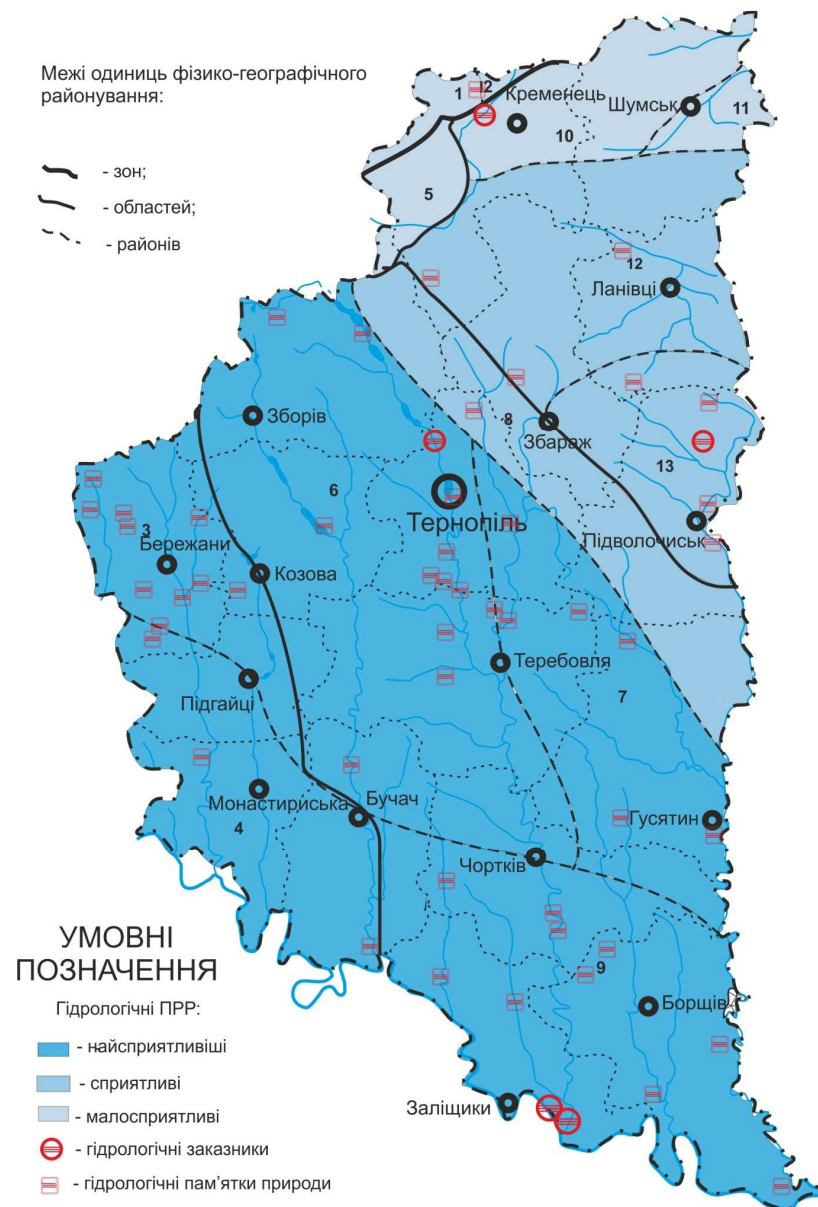 Межі одиниць фізико-географічного
районування:
- зон;
- областей;
- районів
1
12
Кременець
Шумськ
11
10
5
12
Ланівці
Зборів
8
Збараж
13
6
Тернопіль
Підволочиськ
3
Бережани
Козова
Теребовля
Підгайці
7
Монастириська
Бучач
Гусятин
4
Чортків
9
Борщів
Заліщики
УМОВНІ
ПОЗНАЧЕННЯ
Гідрологічні ПРР:
- найсприятливіші
- сприятливі
- малосприятливі
- гідрологічні заказники
- гідрологічні пам’ятки природи